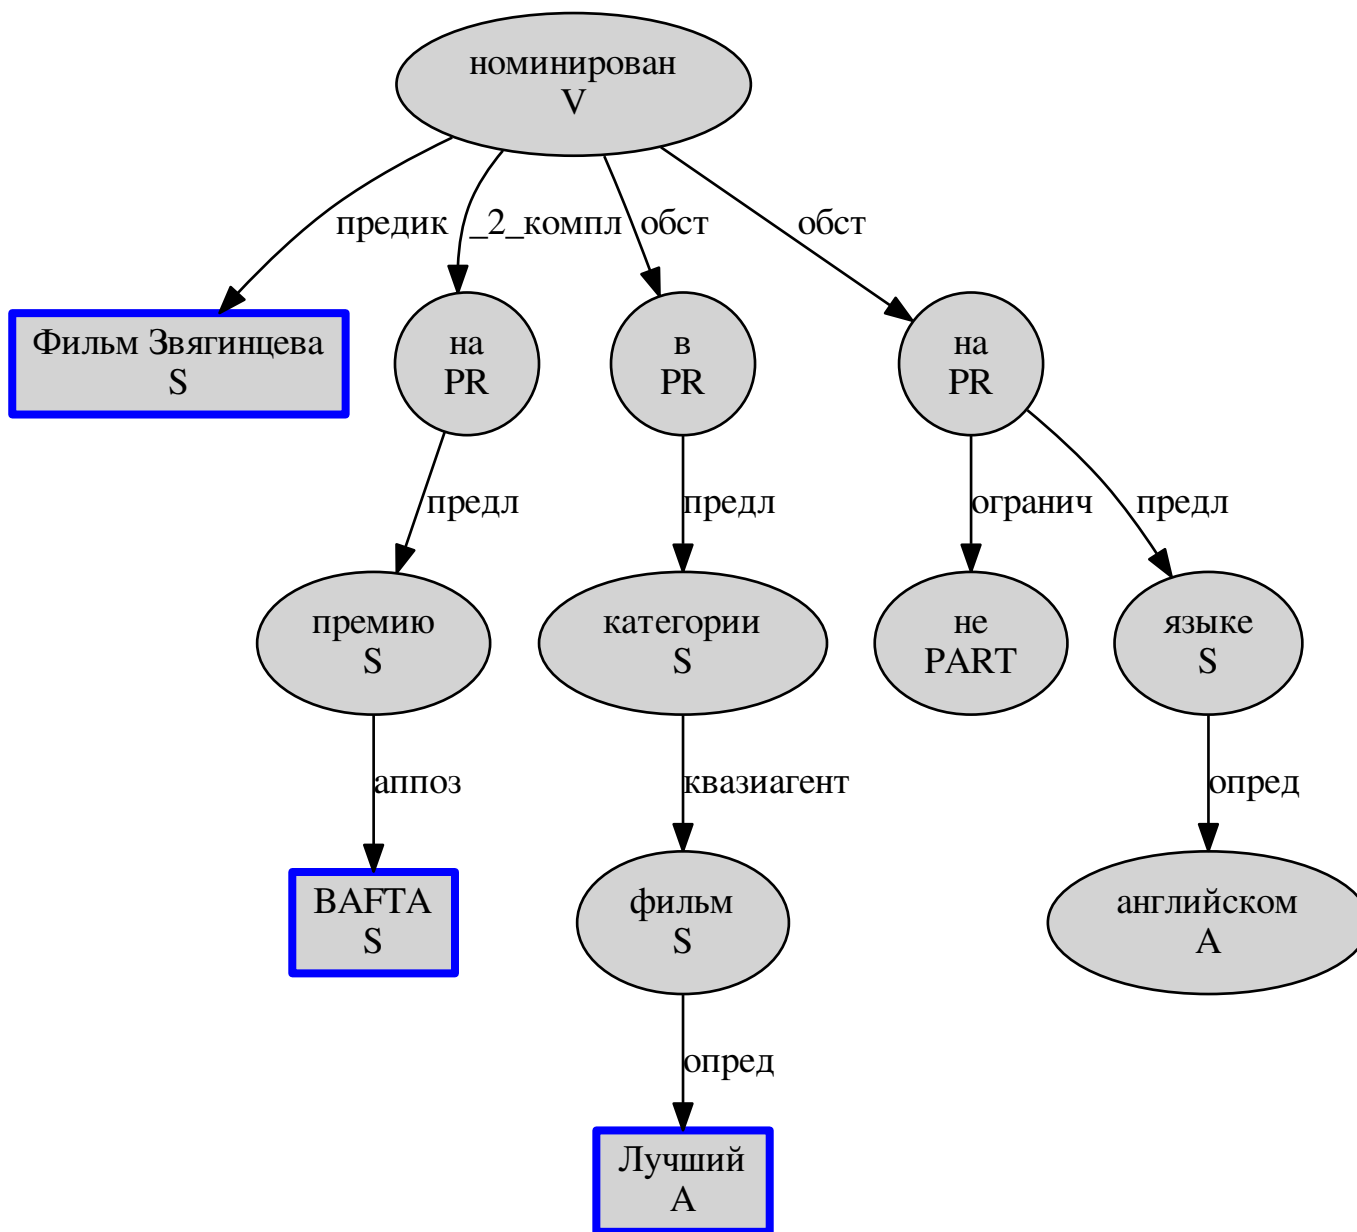 номинирован
V
предик
_2_компл
обст
обст
Фильм Звягинцева
S
на
PR
в
PR
на
PR
предл
предл
огранич
предл
премию
S
категории
S
не
PART
языке
S
аппоз
квазиагент
опред
BAFTA
S
фильм
S
английском
A
опред
Лучший
A